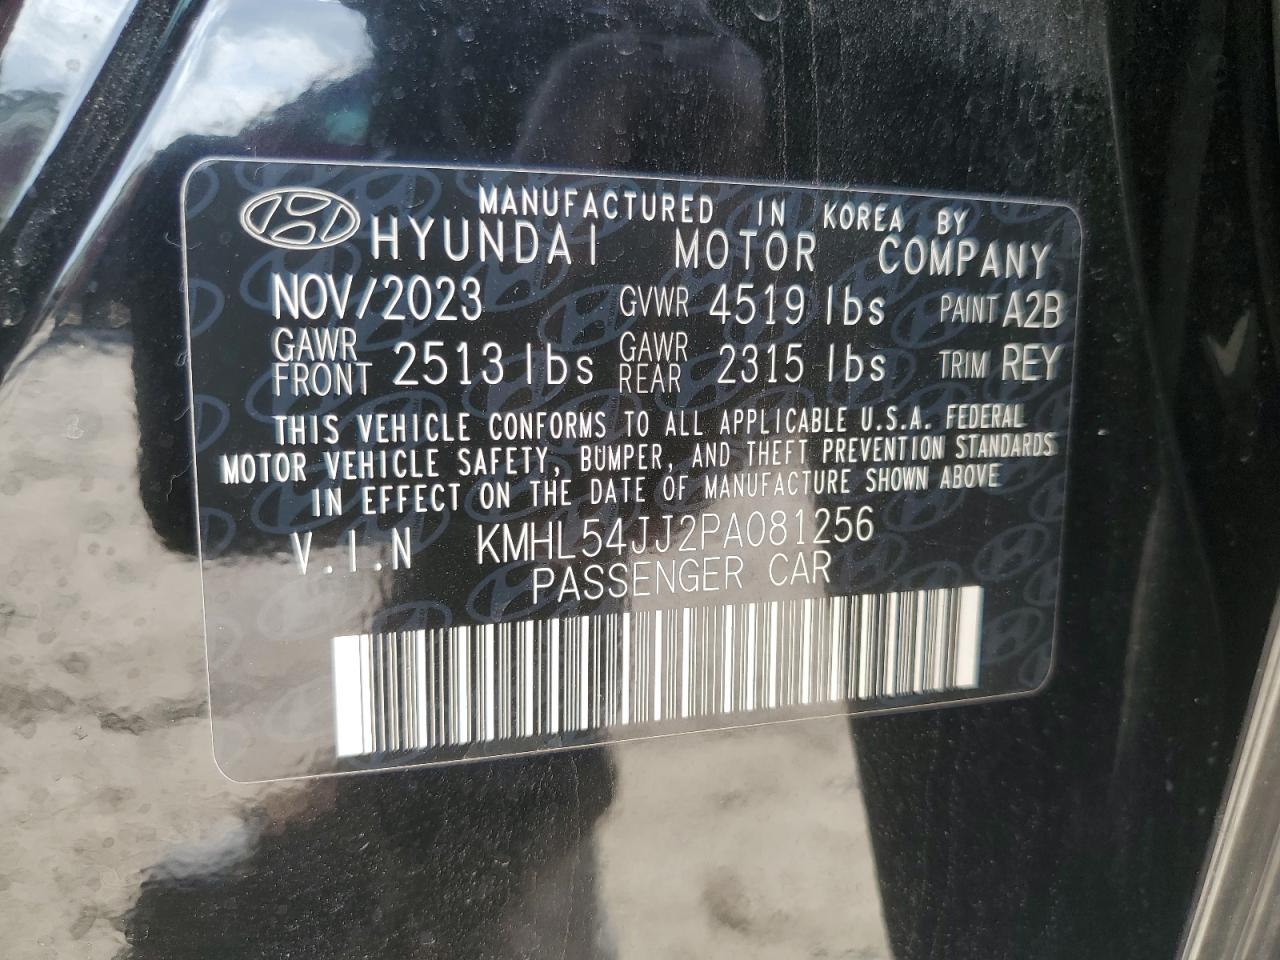 MANUFACTURED IN KOREA BY
HYUNDAI MOTOR COMPANY
NOV/2023 GVWR 4519 lbs PAINT A2B
GAWR FRONT 2513 lbs GAWR REAR 2315 lbs TRIM REY
THIS VEHICLE CONFORMS TO ALL APPLICABLE U.S.A. FEDERAL
MOTOR VEHICLE SAFETY, BUMPER, AND THEFT PREVENTION STANDARDS
IN EFFECT ON THE DATE OF MANUFACTURE SHOWN ABOVE
V.I.N KMHL54JJ2PA081256
PASSENGER CAR